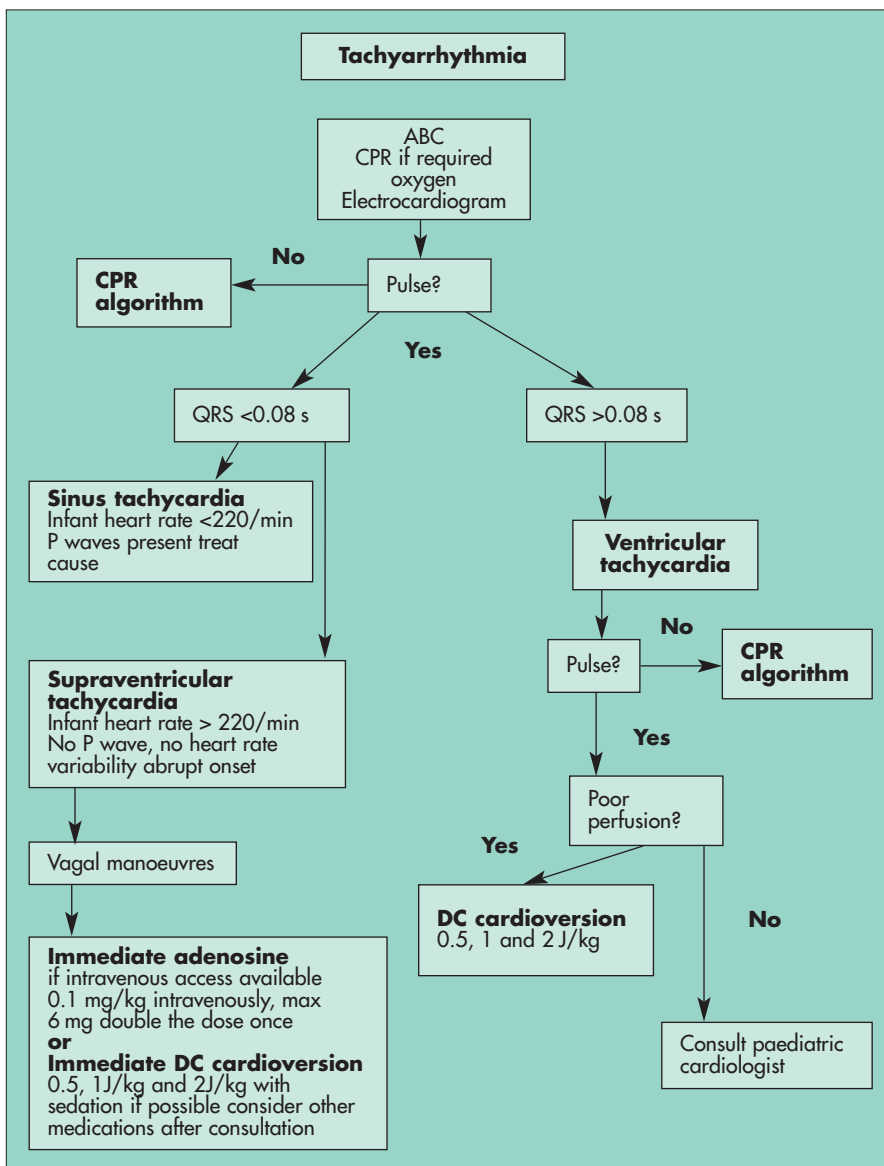 Tachyarrhythmia
ABC
CPR if required
oxygen
Electrocardiogram
No
CPR
algorithm
Pulse?
Yes
QRS <0.08 s
QRS >0.08 s
Sinus tachycardia
Infant heart rate <220/min
P waves present treat
cause
Ventricular
tachycardia
No
Pulse?
CPR
algorithm
Supraventricular
tachycardia
Infant heart rate > 220/min
No P wave, no heart rate
variability abrupt onset
Yes
Poor
perfusion?
Vagal manoeuvres
Yes
DC cardioversion
0.5, 1 and 2 J/kg
No
Immediate adenosine
if intravenous access available
0.1 mg/kg intravenously, max
6 mg double the dose once
or
Immediate DC cardioversion
0.5, 1J/kg and 2J/kg with
sedation if possible consider other
medications after consultation
Consult paediatric
cardiologist